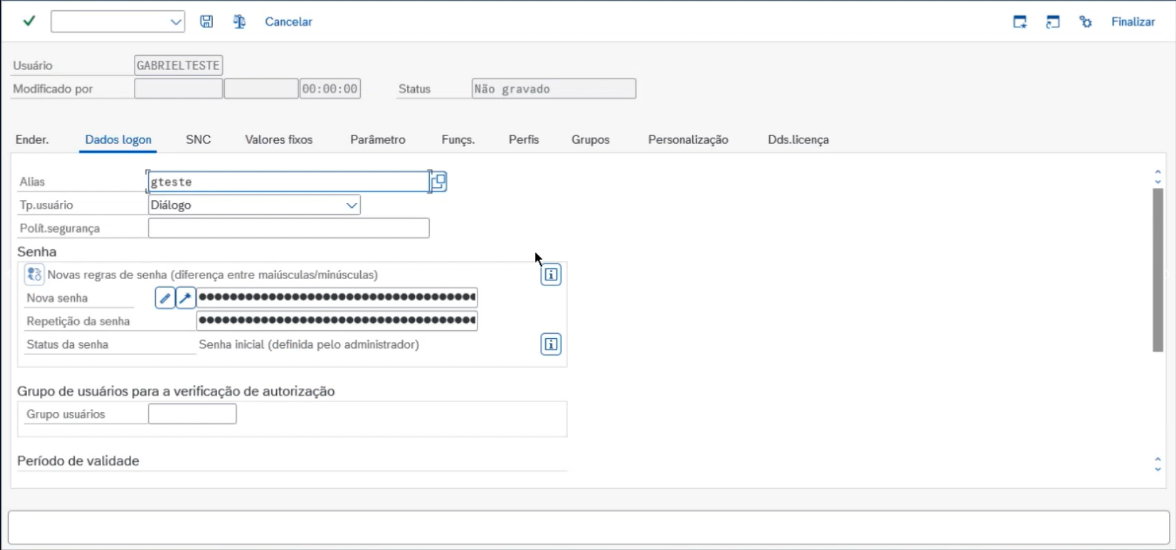 Cancelar Finalizar
Usuário GABRIELTESTE
Modificado por 00:00:00 Status Não gravado
Ender. Dados logon SNC Valores fixos Parâmetro Funçs. Perfis Grupos Personalização Dds.licença
Alias gteste
Tp.usuário Diálogo
Polít.segurança
Senha
Novas regras de senha (diferença entre maiúsculas/minúsculas)
Nova senha
Repetição da senha
Status da senha Senha inicial (definida pelo administrador)
Grupo de usuários para a verificação de autorização
Grupo usuários
Período de validade